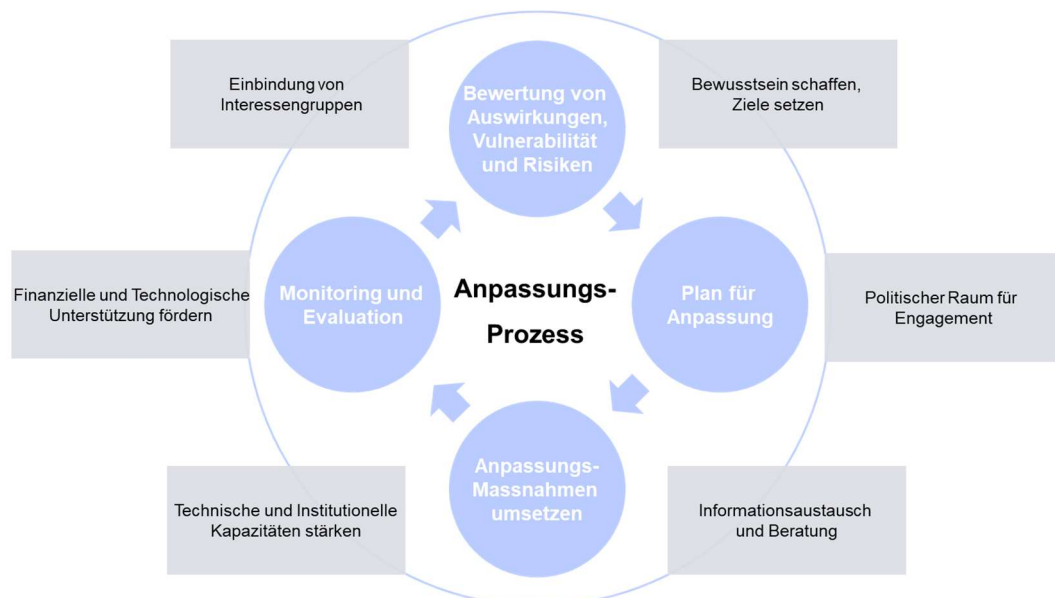 Einbindung von
Interessengruppen
Bewertung von
Auswirkungen,
Vulnerabilität
und Risiken
Bewusstsein schaffen,
Ziele setzen
Finanzielle und Technologische
Unterstützung fördern
Monitoring und
Evaluation
Anpassungs-
Prozess
Plan für
Anpassung
Politischer Raum für
Engagement
Technische und Institutionelle
Kapazitäten stärken
Anpassungs-
Massnahmen
umsetzen
Informationsaustausch
und Beratung